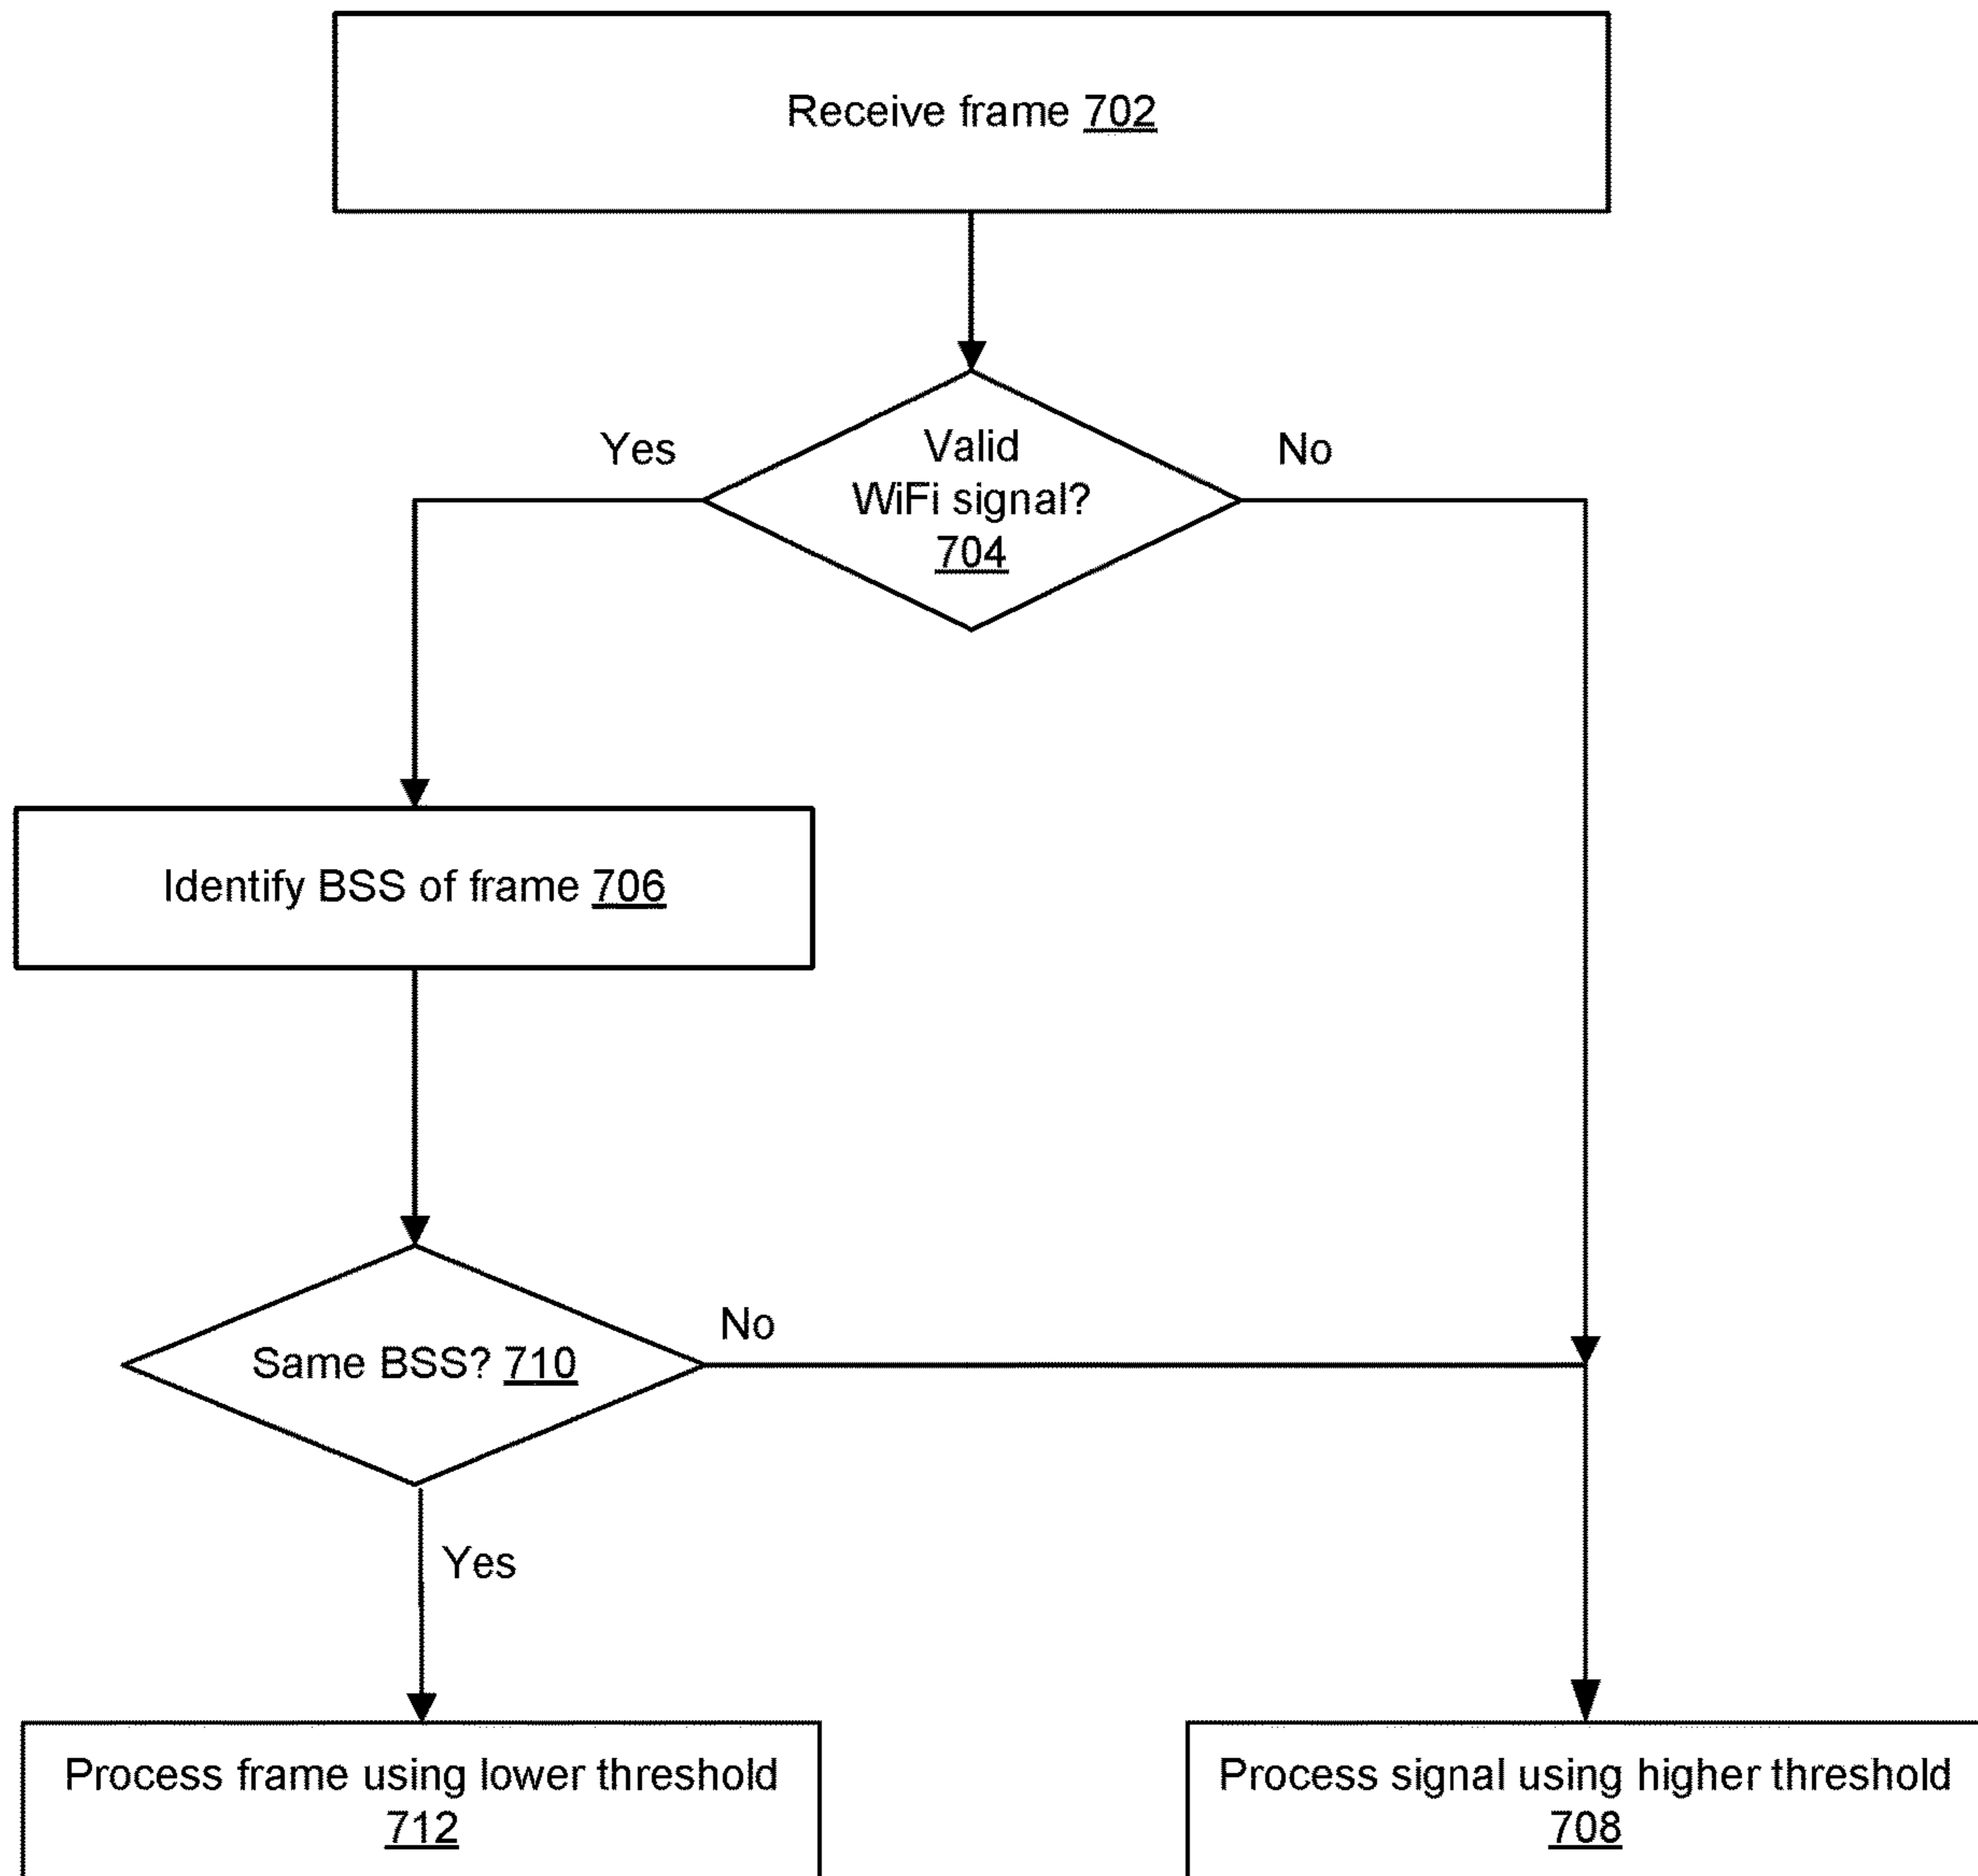 Receive frame 702
Yes
No
Valid
WiFi signal?
704
Identify BSS of frame 706
No
Same BSS? 710
Yes
Process frame using lower threshold
712
Process signal using higher threshold
708